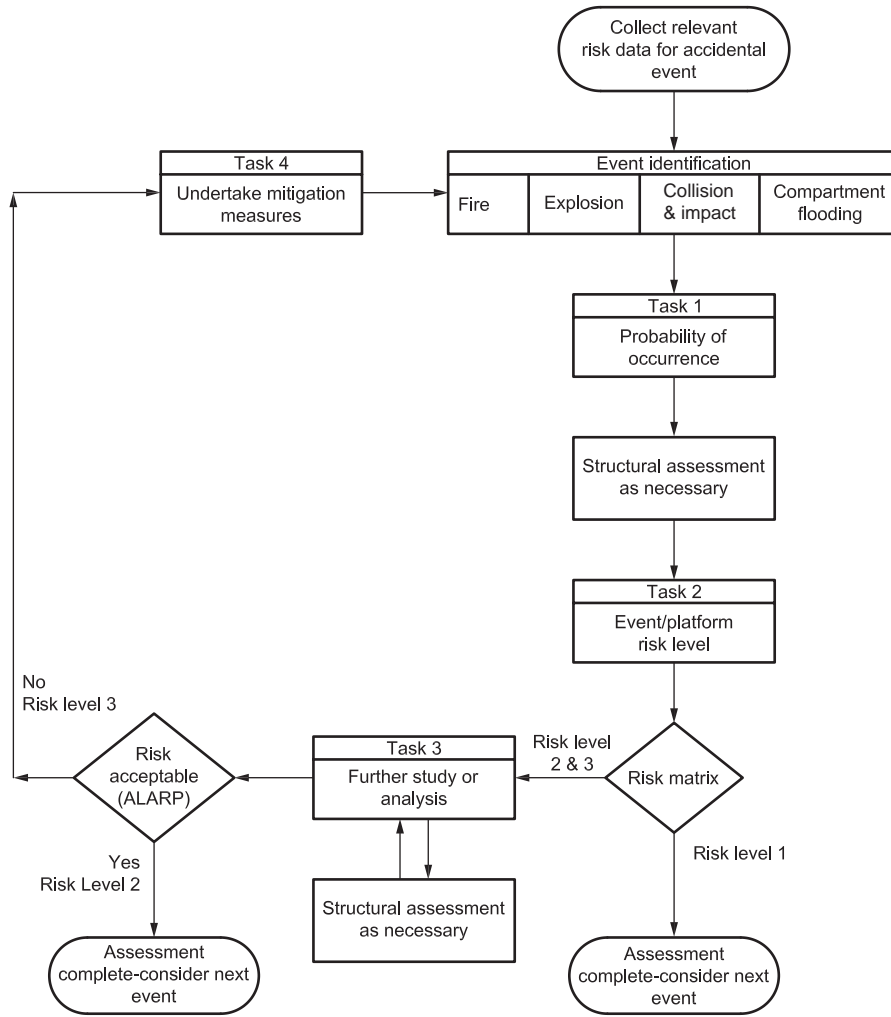 Collect relevant
risk data for accidental
event
Task 4
Undertake mitigation
measures
Event identification
Fire
Explosion
Collision
& impact
Compartment
flooding
Task 1
Probability of
occurrence
Structural assessment
as necessary
Task 2
Event/platform
risk level
No
Risk level 3
Risk
acceptable
(ALARP)
Task 3
Further study or
analysis
Risk level
2 & 3
Risk matrix
Yes
Risk Level 2
Structural assessment
as necessary
Risk level 1
Assessment
complete-consider next
event
Assessment
complete-consider next
event